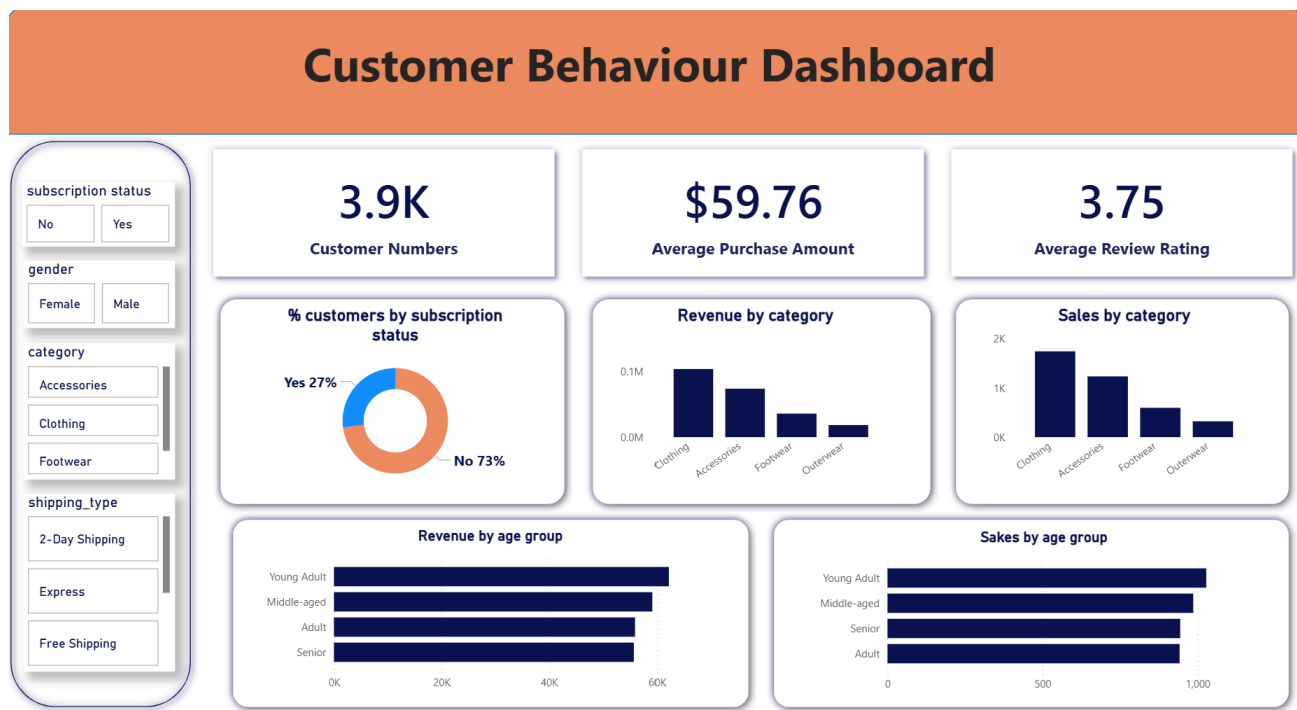 Customer Behaviour Dashboard
subscription status
No
Yes
gender
Female
Male
category
Accessories
Clothing
Footwear
shipping_type
2-Day Shipping
Express
Free Shipping
3.9K
Customer Numbers
$59.76
Average Purchase Amount
3.75
Average Review Rating
% customers by subscription
status
Yes 27%
No 73%
Revenue by category
0.1M
0.0M
Clothing
Accessories
Footwear
Outerwear
Sales by category
2K
1K
0K
Clothing
Accessories
Footwear
Outerwear
Revenue by age group
Young Adult
Middle-aged
Adult
Senior
0K
20K
40K
60K
Sakes by age group
Young Adult
Middle-aged
Senior
Adult
0
500
1,000